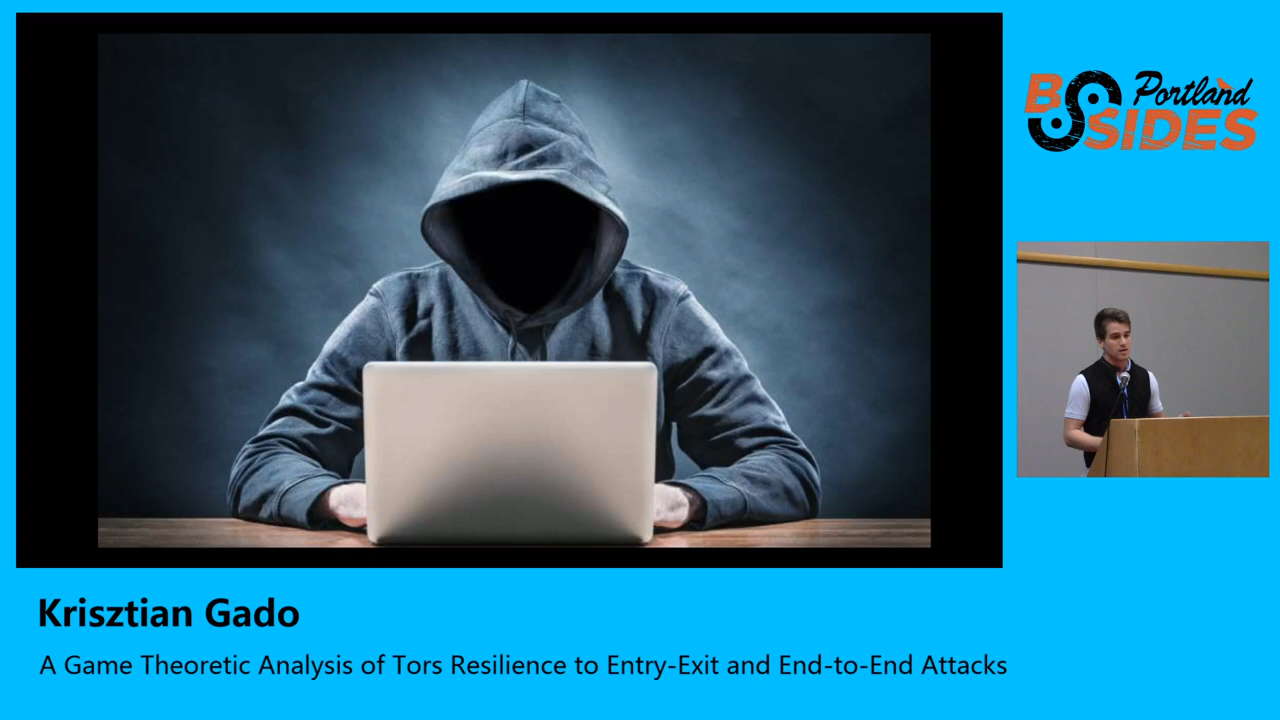 BSIDES Portland
Krisztian Gado
A Game Theoretic Analysis of Tors Resilience to Entry-Exit and End-to-End Attacks